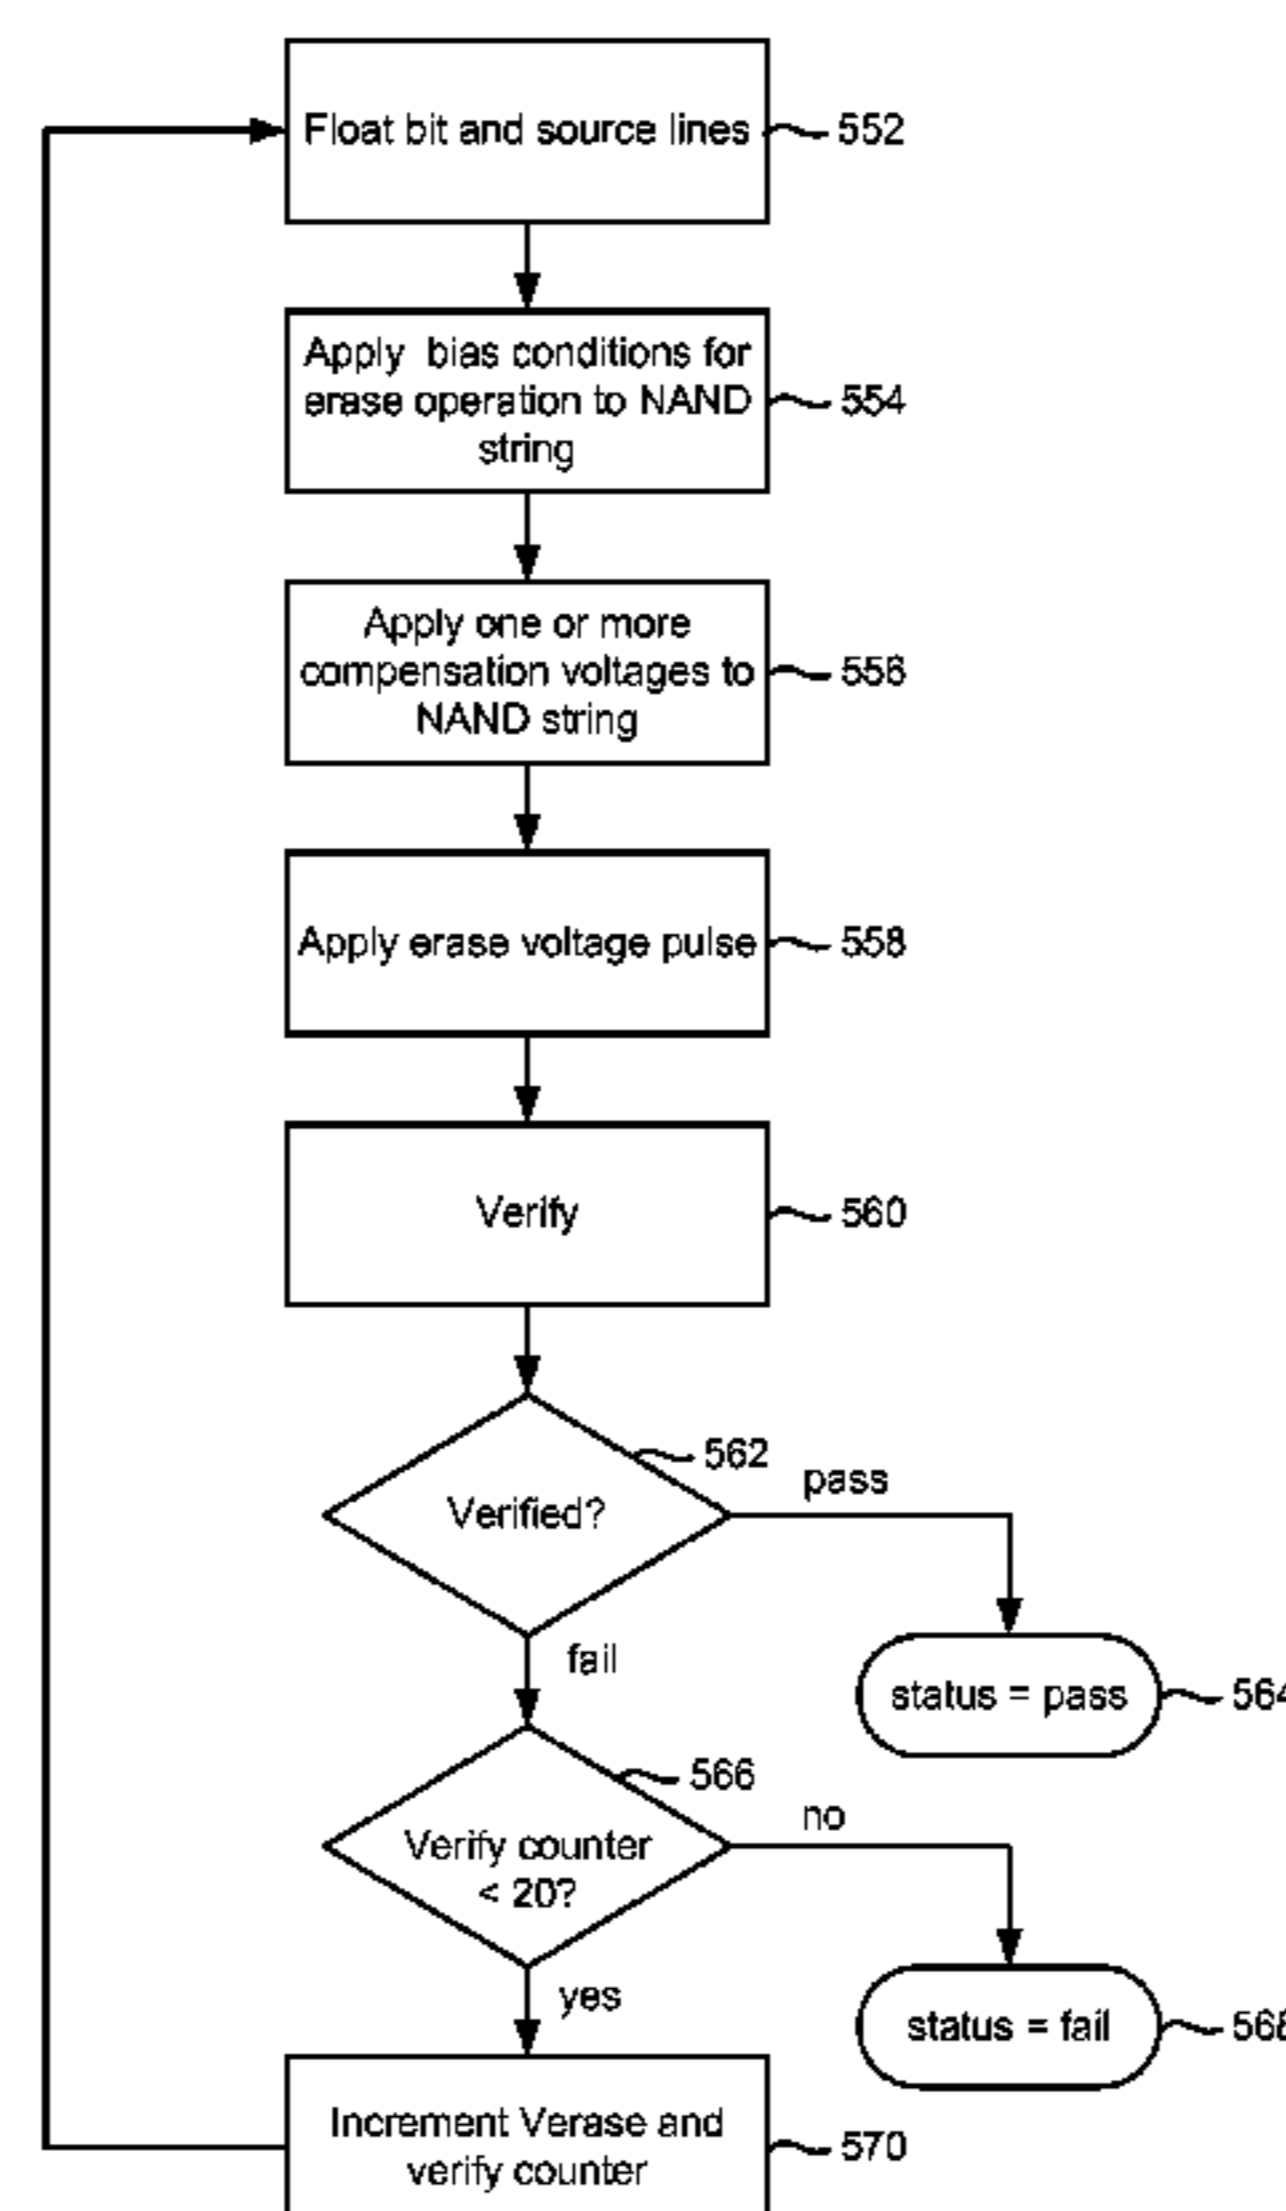 Float bit and source lines
552
Apply bias conditions for
erase operation to NAND
string
554
Apply one or more
compensation voltages to
NAND string
556
Apply erase voltage pulse
558
Verify
560
562
Verified?
pass
fail
status = pass
564
566
Verify counter
< 20?
no
yes
status = fail
568
Increment Verase and
verify counter
570